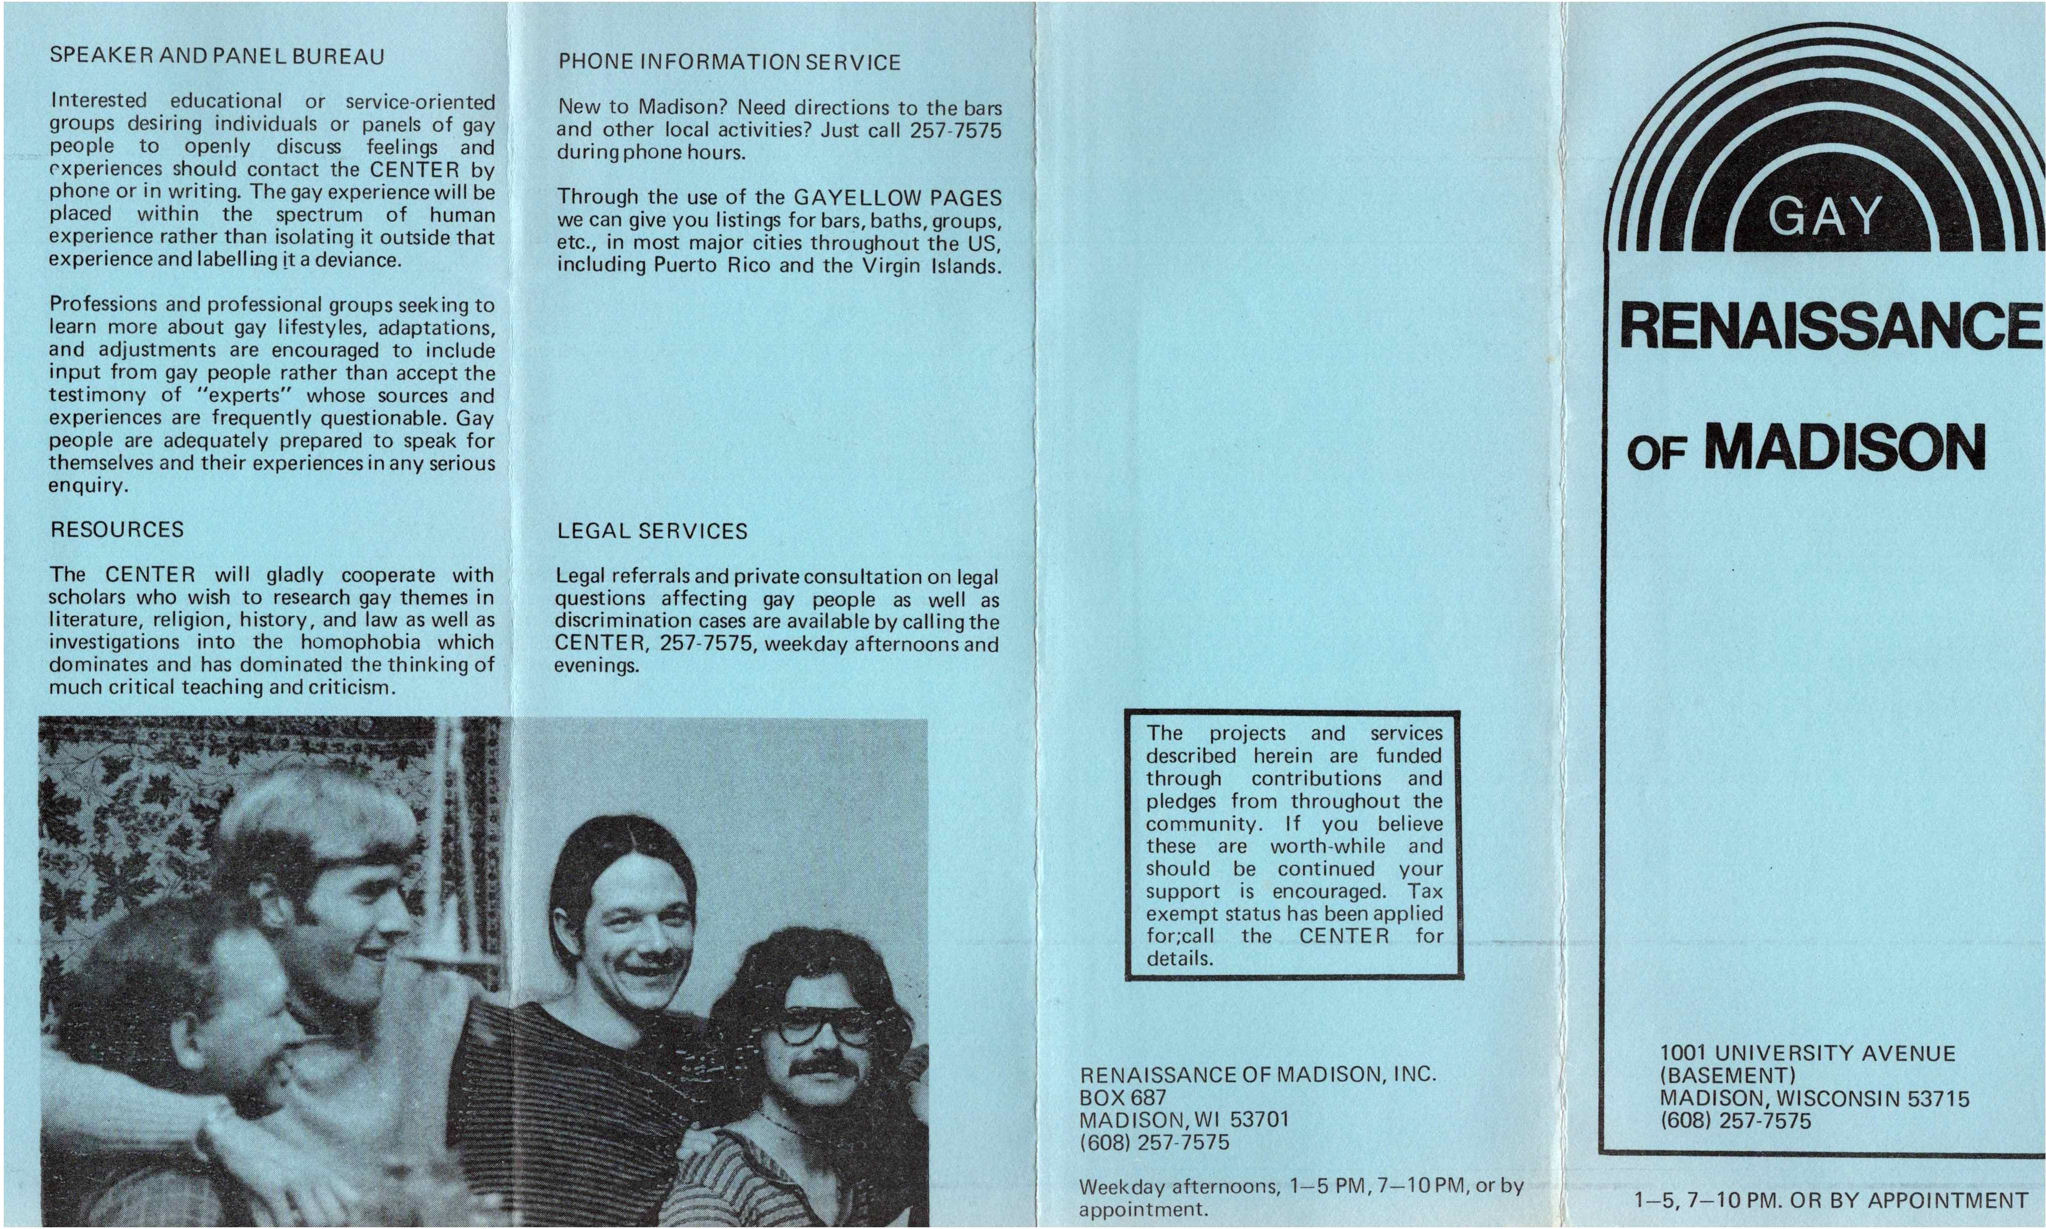 SPEAKER AND PANEL BUREAU
Interested educational or service-oriented
groups desiring individuals or panels of gay
people to openly discuss feelings and
experiences should contact the CENTER by
phone or in writing. The gay experience will be
placed within the spectrum of human
experience rather than isolating it outside that
experience and labelling it a deviance.
Professions and professional groups seeking to
learn more about gay lifestyles, adaptations,
and adjustments are encouraged to include
input from gay people rather than accept the
testimony of "experts" whose sources and
experiences are frequently questionable. Gay
people are adequately prepared to speak for
themselves and their experiences in any serious
enquiry.
RESOURCES
The CENTER will gladly cooperate with
scholars who wish to research gay themes in
literature, religion, history, and law as well as
investigations into the homophobia which
dominates and has dominated the thinking of
much critical teaching and criticism.
PHONE INFORMATION SERVICE
New to Madison? Need directions to the bars
and other local activities? Just call 257-7575
during phone hours.
Through the use of the GAYELLOW PAGES
we can give you listings for bars, baths, groups,
etc., in most major cities throughout the US,
including Puerto Rico and the Virgin Islands.
LEGAL SERVICES
Legal referrals and private consultation on legal
questions affecting gay people as well as
discrimination cases are available by calling the
CENTER, 257-7575, weekday afternoons and
evenings.
The projects and services
described herein are funded
through contributions and
pledges from throughout the
community. If you believe
these are worth-while and
should be continued your
support is encouraged. Tax
exempt status has been applied
for;call the CENTER for
details.
RENAISSANCE OF MADISON, INC.
BOX 687
MADISON, WI 53701
(608) 257-7575
Weekday afternoons, 1–5 PM, 7–10 PM, or by
appointment.
GAY
RENAISSANCE
OF MADISON
1001 UNIVERSITY AVENUE
(BASEMENT)
MADISON, WISCONSIN 53715
(608) 257-7575
1–5, 7–10 PM. OR BY APPOINTMENT